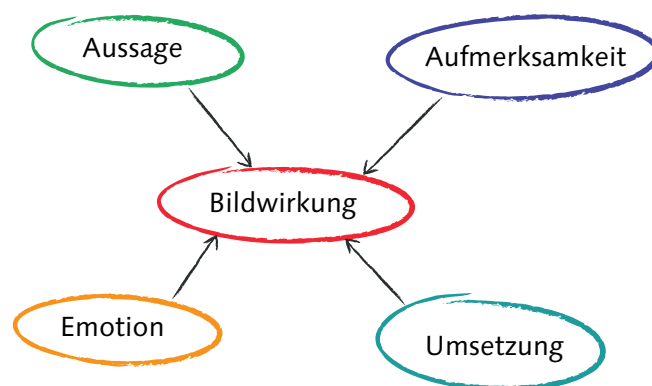 Aussage
Aufmerksamkeit
Bildwirkung
Emotion
Umsetzung